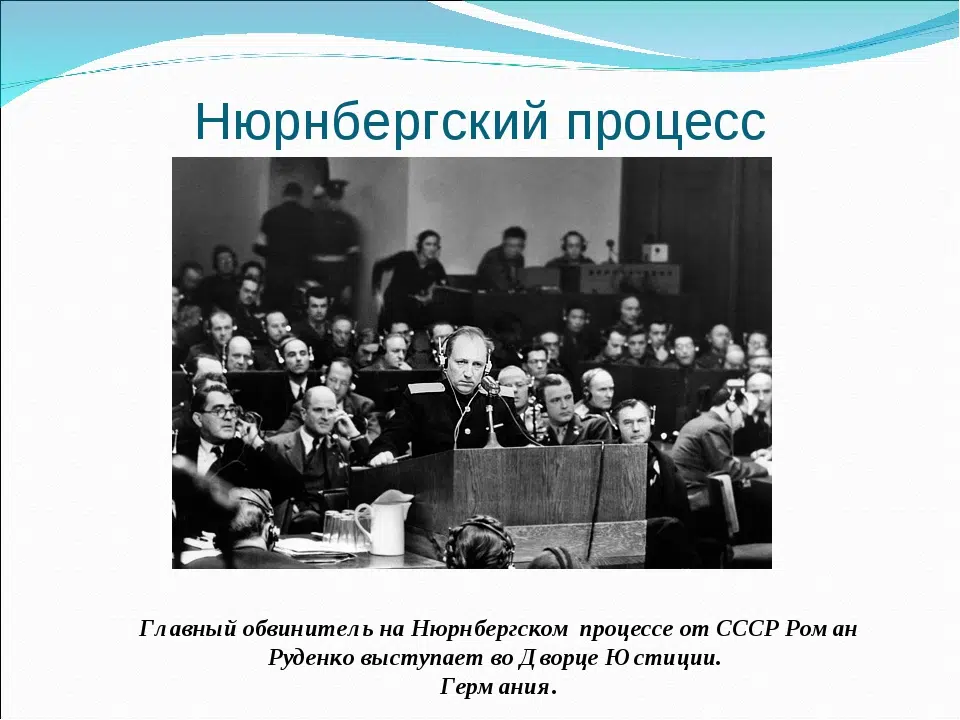 Нюрнбергский процесс
Главный обвинитель на Нюрнбергском процессе от СССР Роман
Руденко выступает во Дворце Юстиции.
Германия.